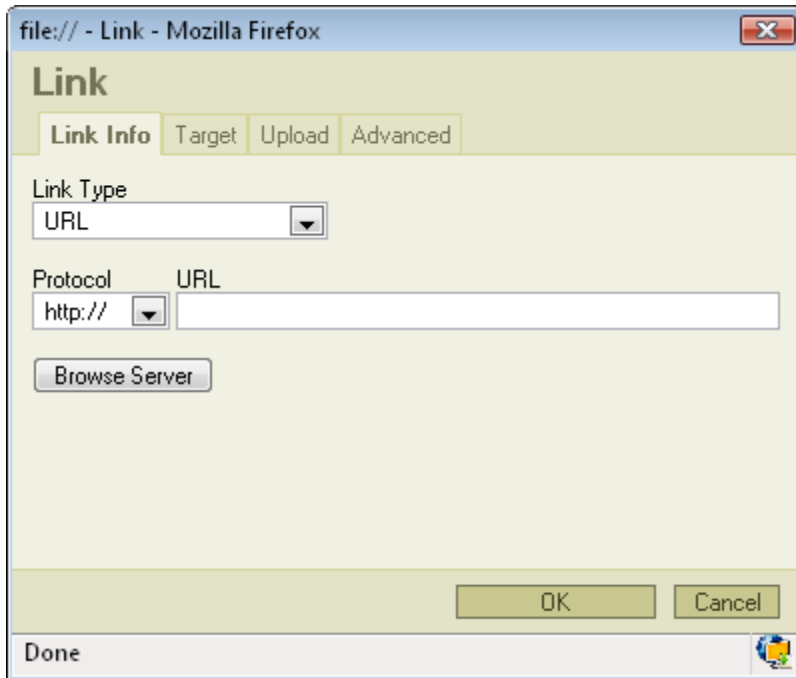 file:// - Link - Mozilla Firefox
Link
Link Info Target Upload Advanced
Link Type
URL
Protocol URL
http://
Browse Server
OK Cancel
Done